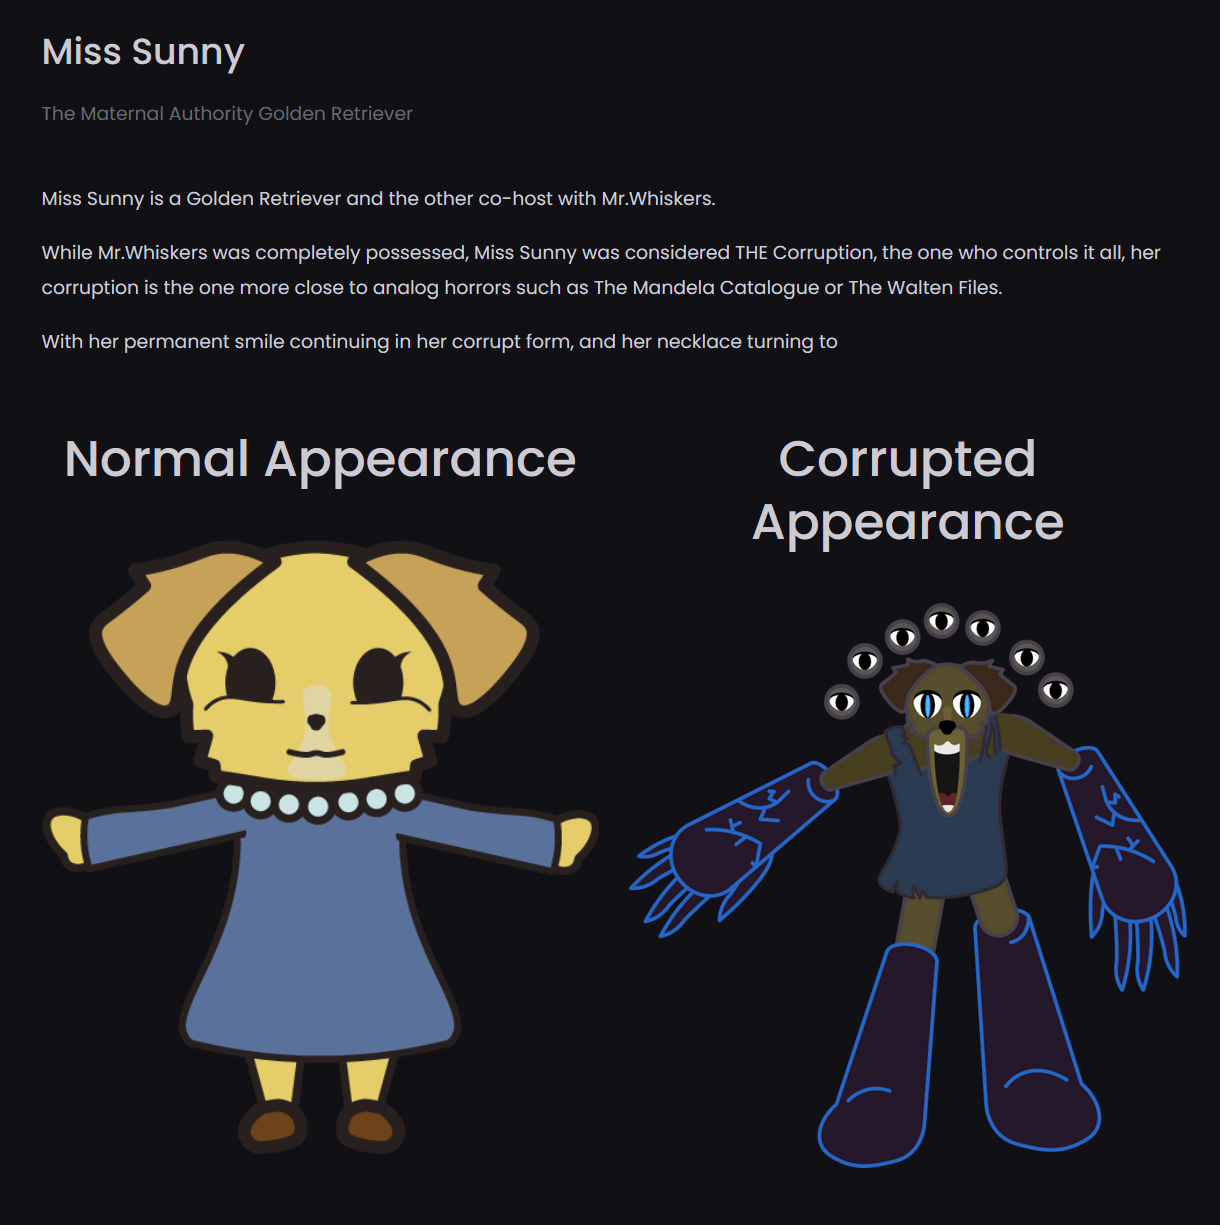 Miss Sunny
The Maternal Authority Golden Retriever
Miss Sunny is a Golden Retriever and the other co-host with Mr.Whiskers.
While Mr.Whiskers was completely possessed, Miss Sunny was considered THE Corruption, the one who controls it all, her
corruption is the one more close to analog horrors such as The Mandela Catalogue or The Walten Files.
With her permanent smile continuing in her corrupt form, and her necklace turning to
Normal Appearance
Corrupted
Appearance